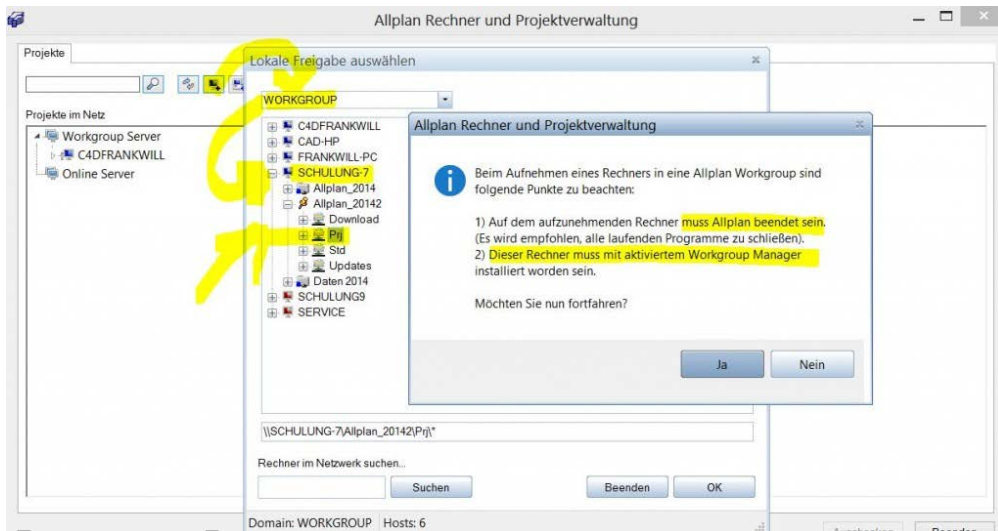 Allplan Rechner und Projektverwaltung
Projekte
Projekte im Netz
Workgroup Server
C4DFRANKWILL
Online Server
Lokale Freigabe auswählen
WORKGROUP
C4DFRANKWILL
CAD-HP
FRANKWILL-PC
SCHULUNG-7
Allplan_2014
Allplan_20142
Download
Prj
Std
Updates
Daten 2014
SCHULUNG9
SERVICE
\\SCHULUNG-7\Allplan_20142\Prj\*
Rechner im Netzwerk suchen...
Suchen
Beenden
OK
Domain: WORKGROUP
Hosts: 6
Allplan Rechner und Projektverwaltung
Beim Aufnehmen eines Rechners in eine Allplan Workgroup sind
folgende Punkte zu beachten:
1) Auf dem aufzunehmenden Rechner muss Allplan beendet sein.
(Es wird empfohlen, alle laufenden Programme zu schließen).
2) Dieser Rechner muss mit aktiviertem Workgroup Manager
installiert worden sein.
Möchten Sie nun fortfahren?
Ja
Nein